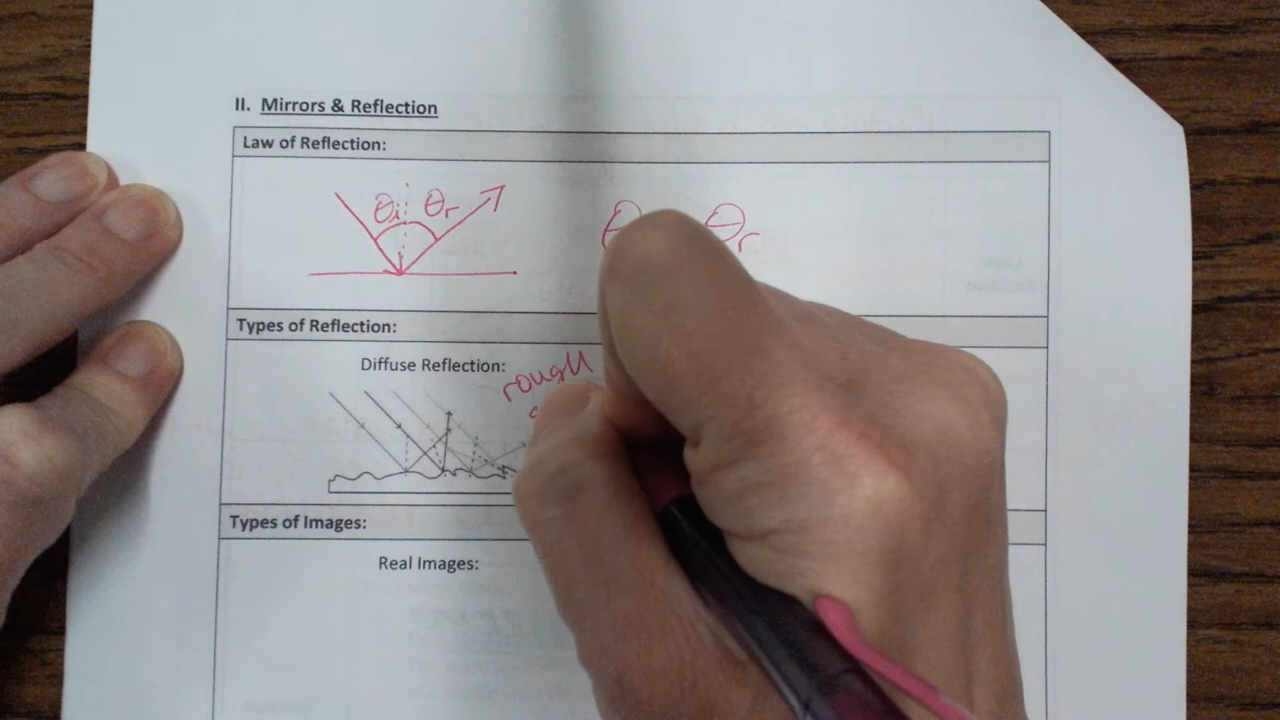 II. Mirrors & Reflection
Law of Reflection:
θi θr
θ θr
Types of Reflection:
Diffuse Reflection:
rough
Types of Images:
Real Images: